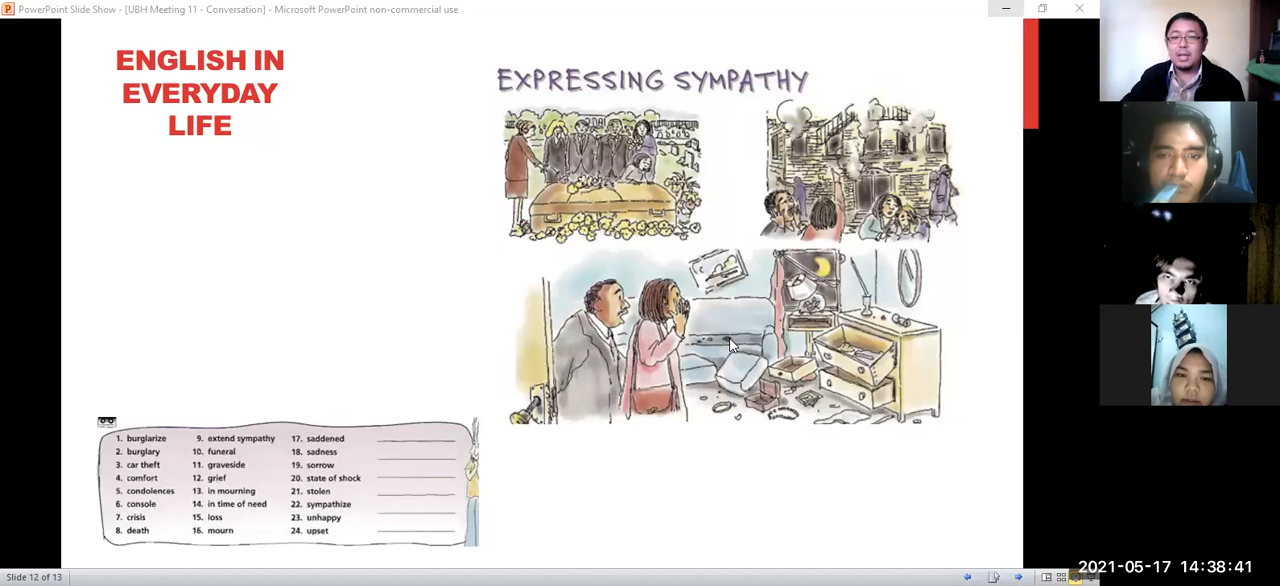 PowerPoint Slide Show - [UBH Meeting 11 - Conversation] - Microsoft PowerPoint non-commercial use
ENGLISH IN
EVERYDAY
LIFE
EXPRESSING SYMPATHY
1. burglarize
2. burglary
3. car theft
4. comfort
5. condolences
6. console
7. crisis
8. death
9. extend sympathy
10. funeral
11. graveside
12. grief
13. in mourning
14. in time of need
15. loss
16. mourn
17. saddened
18. sadness
19. sorrow
20. state of shock
21. stolen
22. sympathize
23. unhappy
24. upset
Slide 12 of 13
2021-05-17 14:38:41